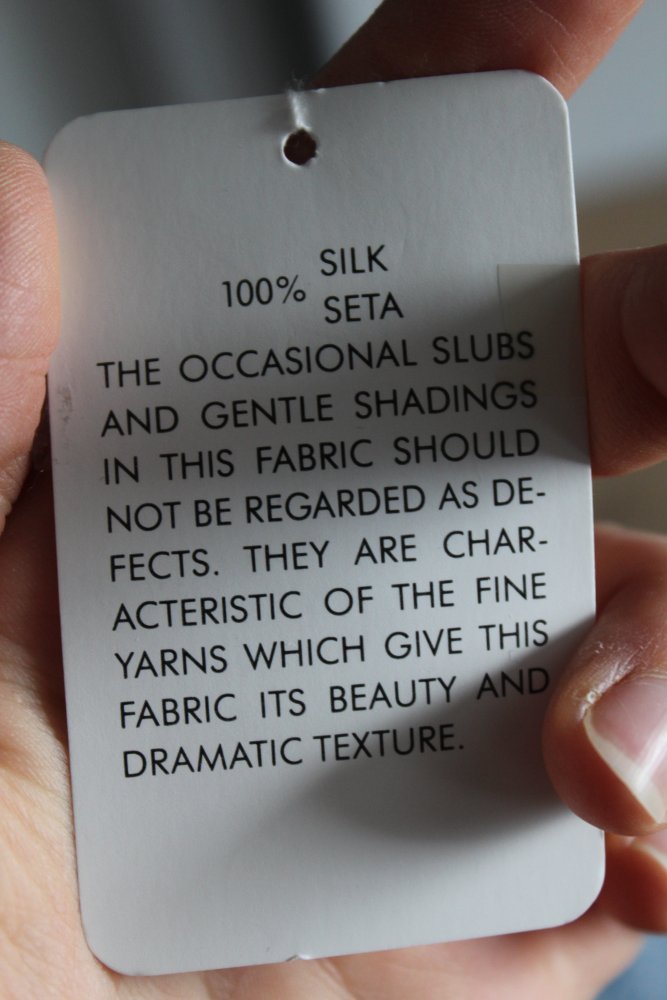 100% SILK
SETA
THE OCCASIONAL SLUBS
AND GENTLE SHADINGS
IN THIS FABRIC SHOULD
NOT BE REGARDED AS DE-
FECTS. THEY ARE CHAR-
ACTERISTIC OF THE FINE
YARNS WHICH GIVE THIS
FABRIC ITS BEAUTY AND
DRAMATIC TEXTURE.